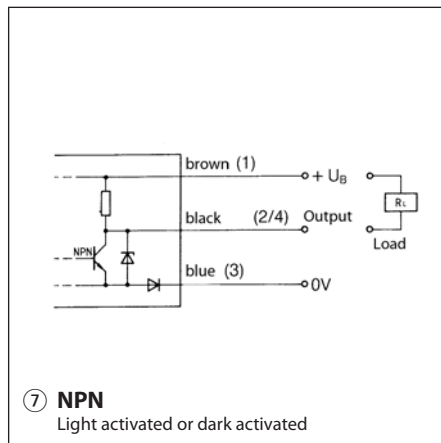 brown (1)
+ UB
RL
black (2/4) Output
Load
NPN
blue (3)
0V
7 NPN
Light activated or dark activated